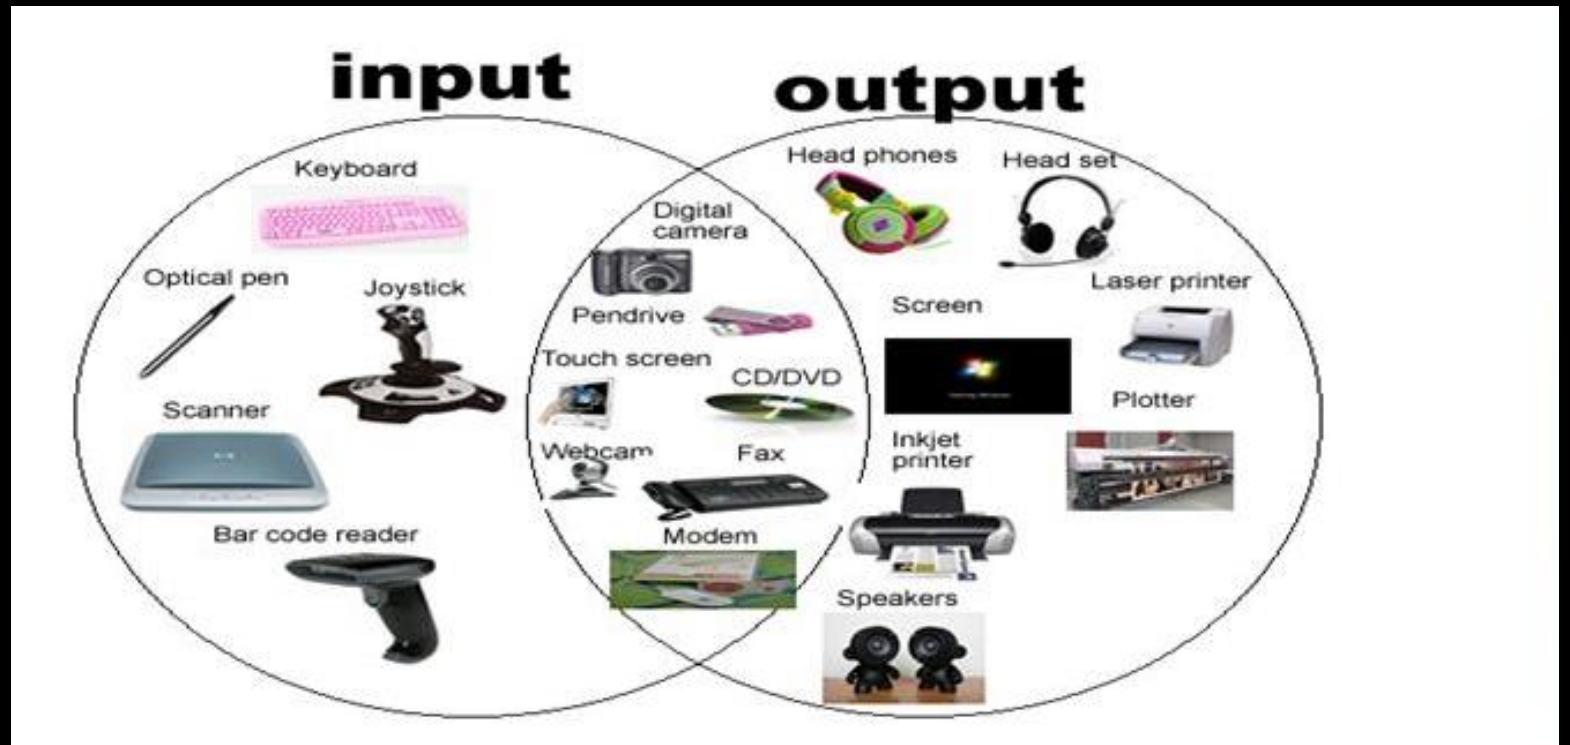 input
output
Keyboard
Optical pen
Joystick
Scanner
Bar code reader
Digital
camera
Pendrive
Touch screen
CD/DVD
Webcam
Fax
Modem
Head phones
Head set
Laser printer
Screen
Plotter
Inkjet
printer
Speakers